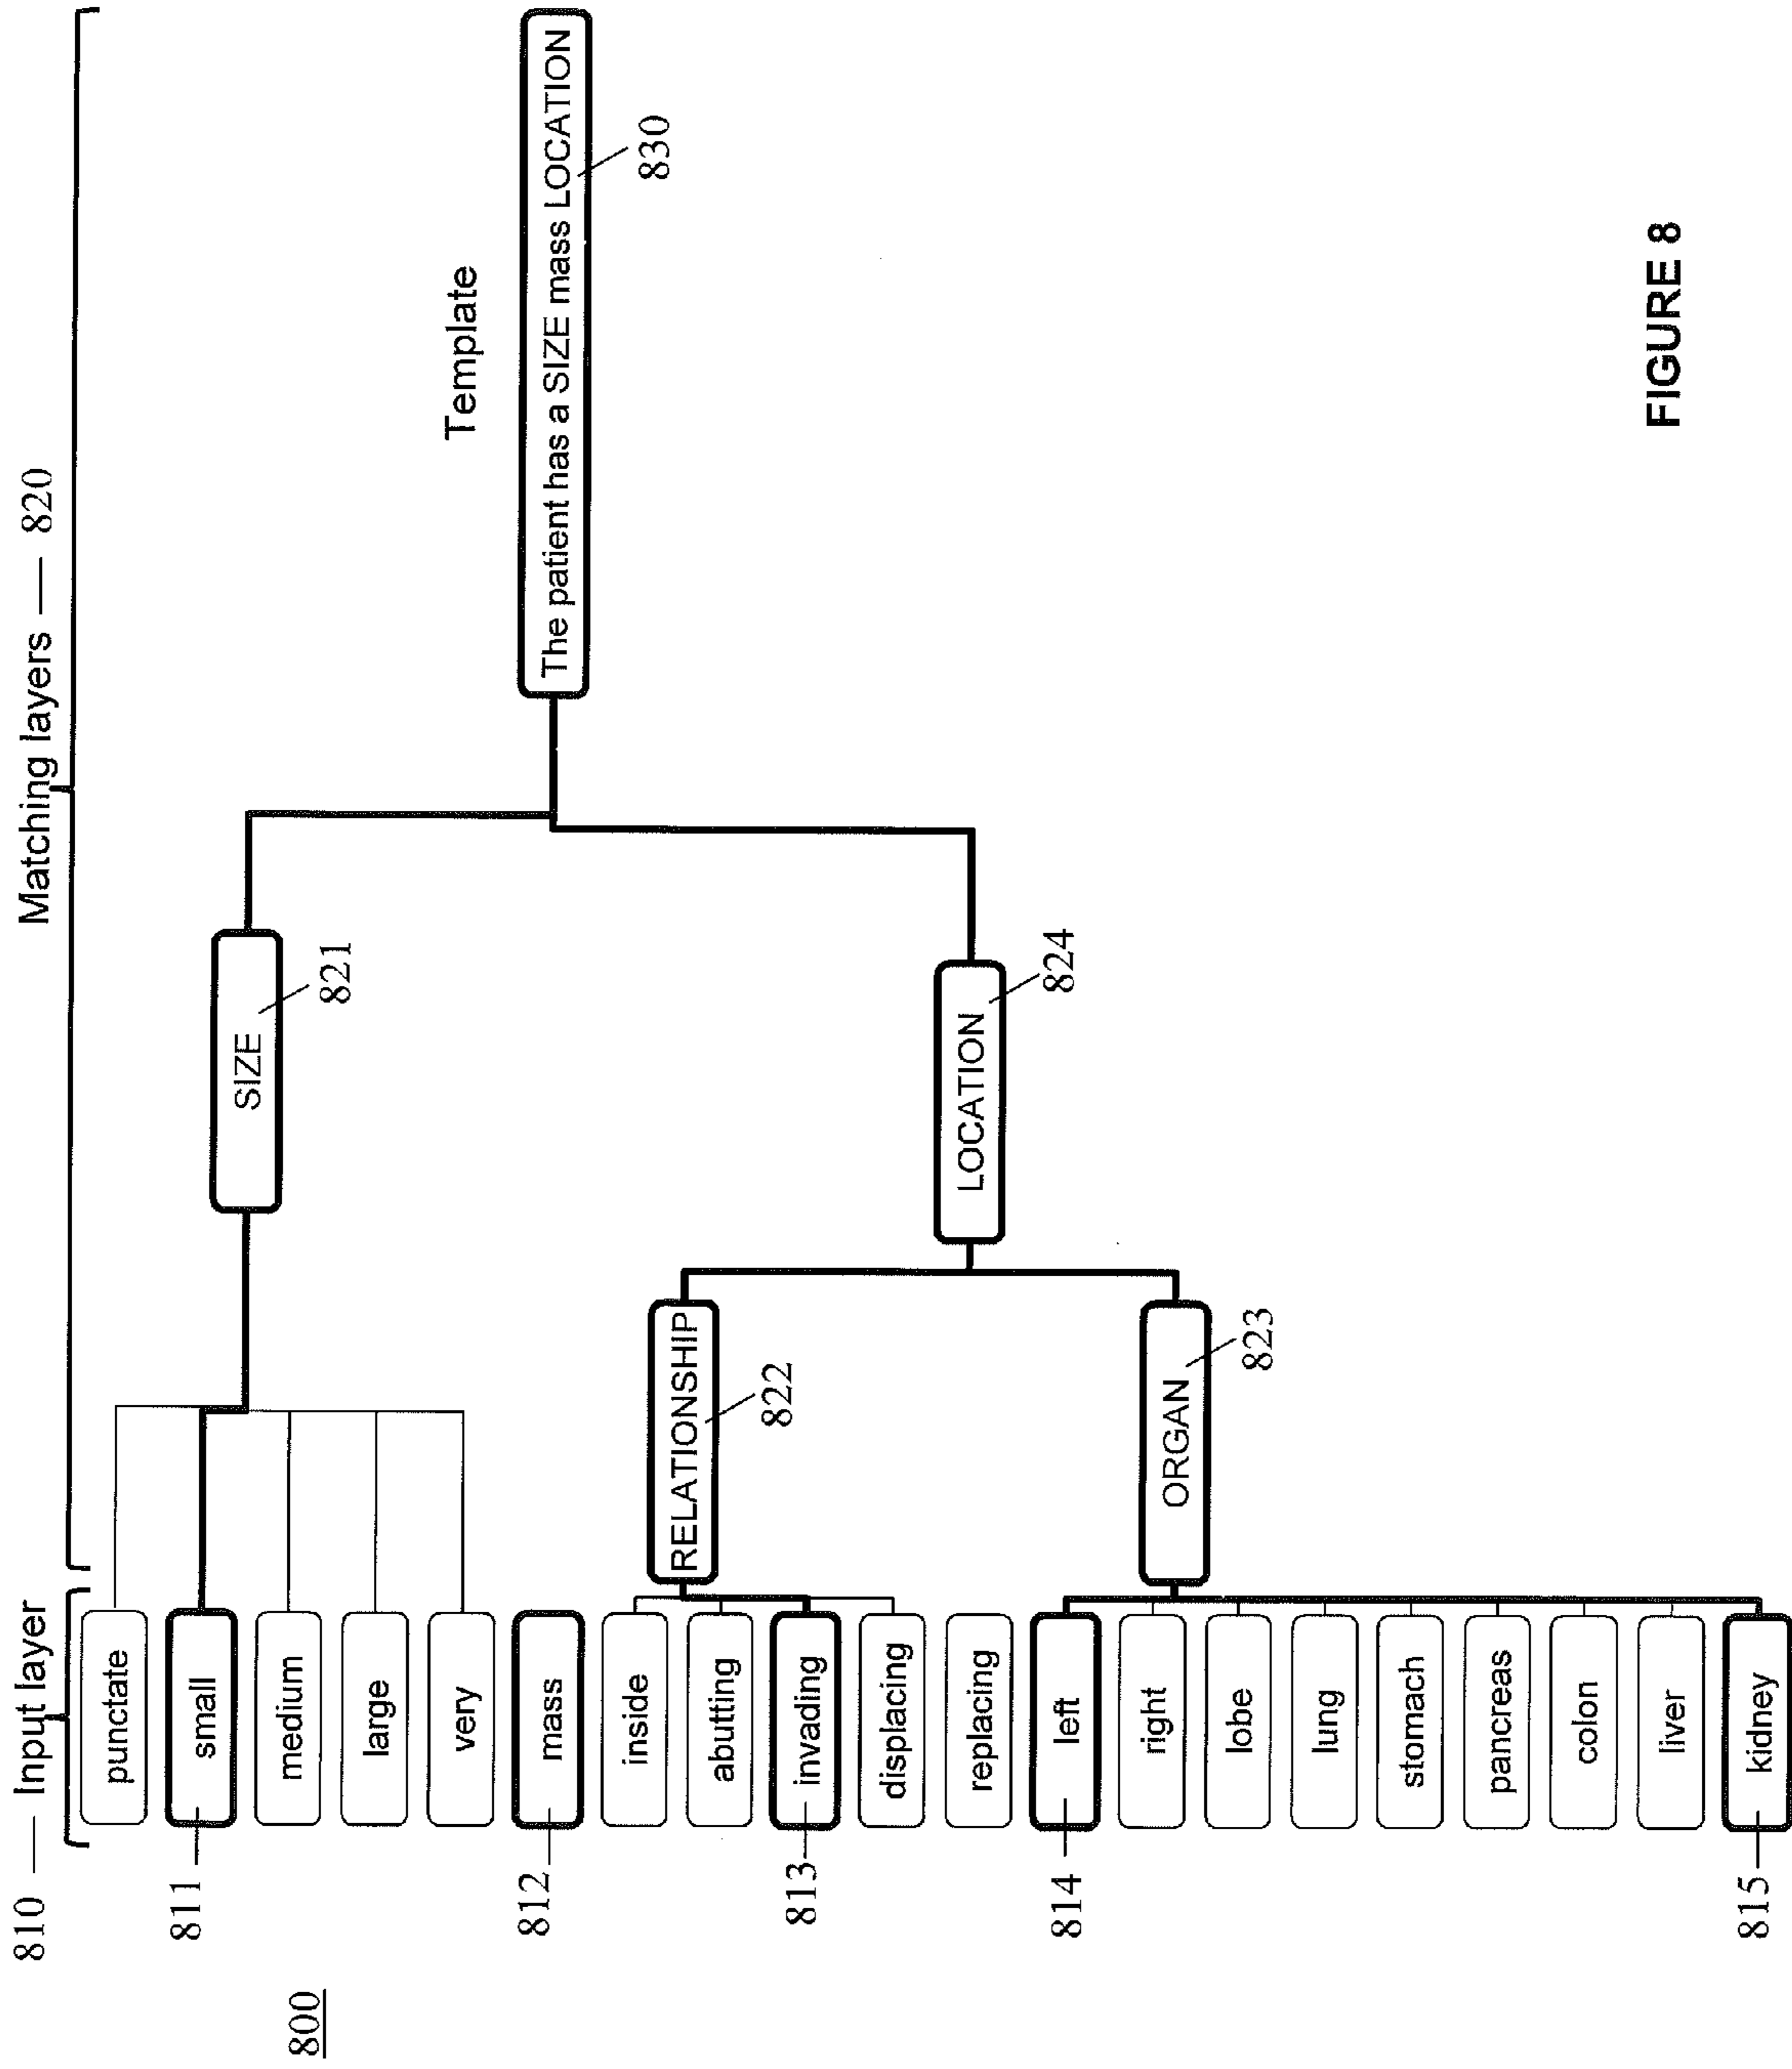 800
810 — Input layer
Matching layers — 820
811
812
813
814
815
punctate
small
medium
large
very
mass
inside
abutting
invading
displacing
replacing
left
right
lobe
lung
stomach
pancreas
colon
liver
kidney
SIZE
821
RELATIONSHIP
822
ORGAN
823
LOCATION
824
Template
The patient has a SIZE mass LOCATION
830
FIGURE 8